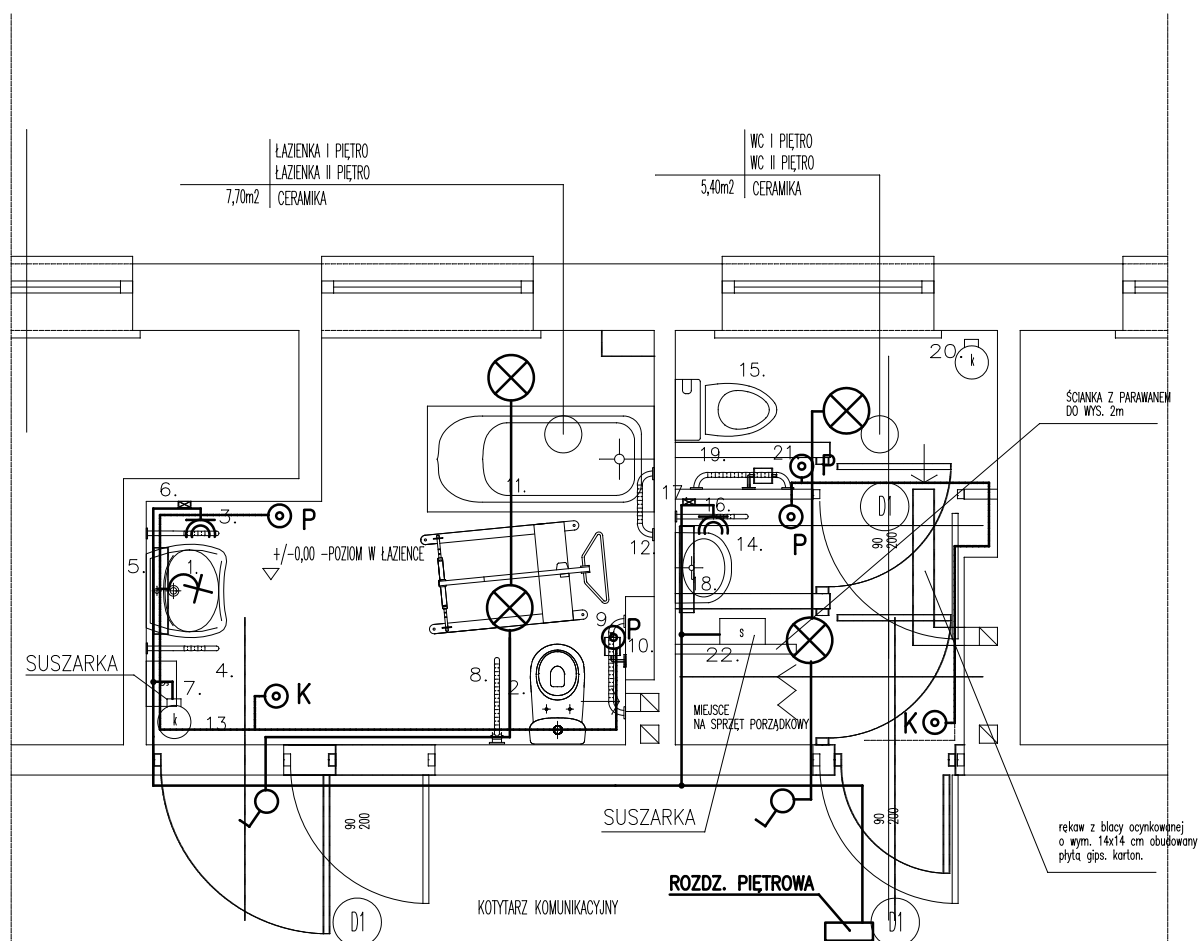 ŁAZIENKA I PIĘTRO
ŁAZIENKA II PIĘTRO
7,70m2 CERAMIKA
WC I PIĘTRO
WC II PIĘTRO
5,40m2 CERAMIKA
20.
k
15.
ŚCIANKA Z PARAWANEM
DO WYS. 2m
19.
21.
P
6.
3.
P
11.
17.
16.
P
D1
90
200
12.
14.
+/-0,00 -POZIOM W ŁAZIENCE
5.
1.
18.
9.
P
10.
S
22.
SUSZARKA
4.
S
7.
k
13.
K
8.
2.
MIEJSCE
NA SPRZĘT PORZĄDKOWY
K
90
200
SUSZARKA
90
200
rękaw z blacy ocynkowanej
o wym. 14x14 cm obudowany
płytą gips. karton.
ROZDZ. PIĘTROWA
KOTYTARZ KOMUNIKACYJNY
D1
D1